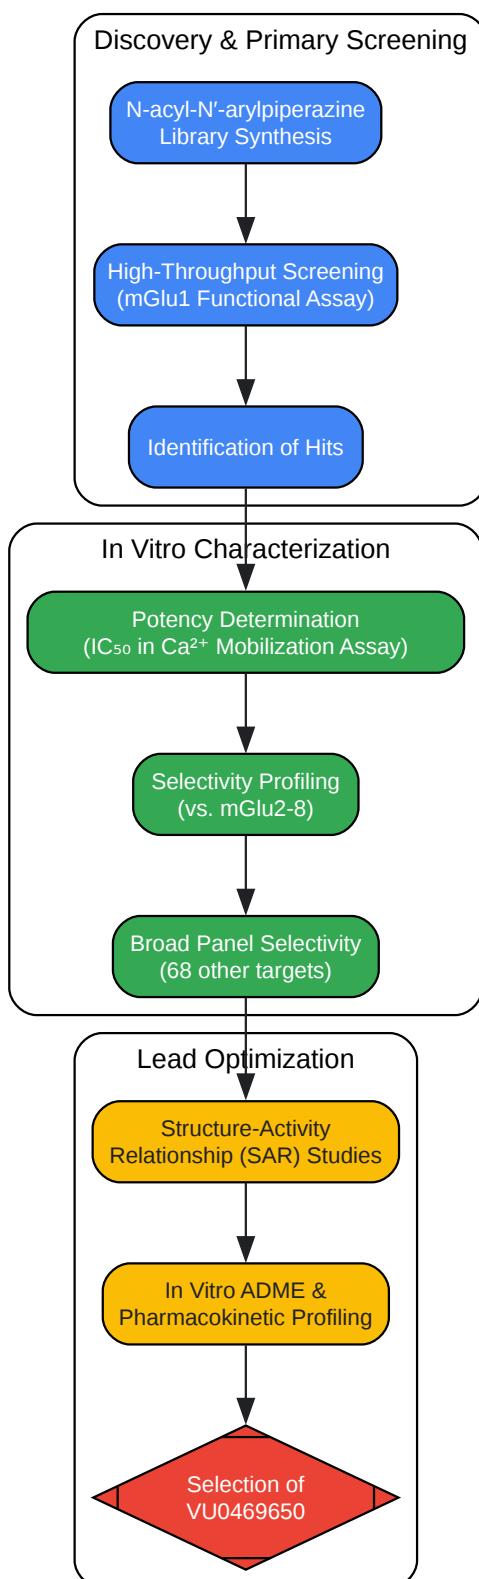 Discovery & Primary Screening
N-acyl-N′-arylpiperazine
Library Synthesis
High-Throughput Screening
(mGlu1 Functional Assay)
Identification of Hits
In Vitro Characterization
Potency Determination
(IC₅₀ in Ca²⁺ Mobilization Assay)
Selectivity Profiling
(vs. mGlu2-8)
Broad Panel Selectivity
(68 other targets)
Lead Optimization
Structure-Activity
Relationship (SAR) Studies
In Vitro ADME &
Pharmacokinetic Profiling
Selection of
VU0469650